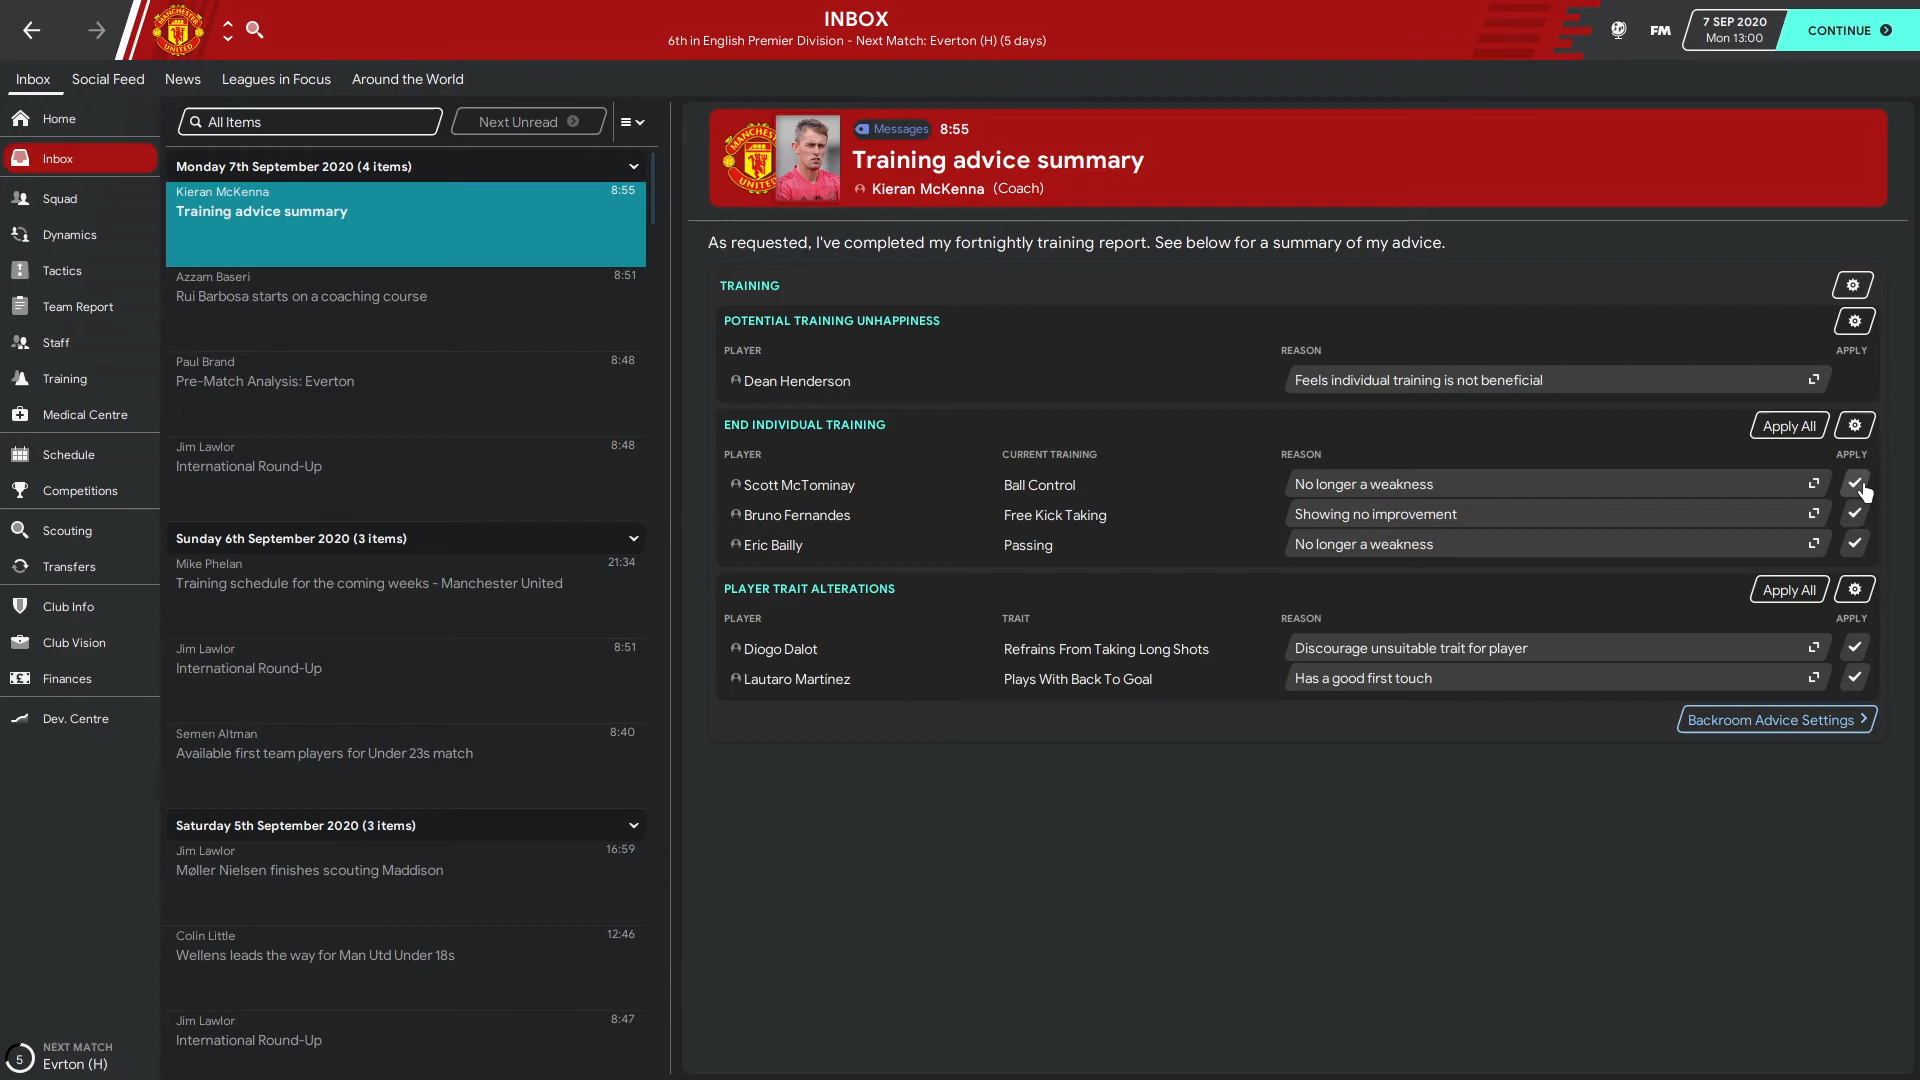 INBOX
6th in English Premier Division - Next Match: Everton (H) (5 days)
FM
7 SEP 2020
Mon 13:00
CONTINUE
Inbox
Social Feed
News
Leagues in Focus
Around the World
Home
Inbox
Squad
Dynamics
Tactics
Team Report
Staff
Training
Medical Centre
Schedule
Competitions
Scouting
Transfers
Club Info
Club Vision
Finances
Dev. Centre
5
NEXT MATCH
Evrton (H)
All Items
Next Unread
Monday 7th September 2020 (4 items)
Kieran McKenna 8:55
Training advice summary
Azzam Baseri 8:51
Rui Barbosa starts on a coaching course
Paul Brand 8:48
Pre-Match Analysis: Everton
Jim Lawlor 8:48
International Round-Up
Sunday 6th September 2020 (3 items)
Mike Phelan 21:34
Training schedule for the coming weeks - Manchester United
Jim Lawlor 8:51
International Round-Up
Semen Altman 8:40
Available first team players for Under 23s match
Saturday 5th September 2020 (3 items)
Jim Lawlor 16:59
Møller Nielsen finishes scouting Maddison
Colin Little 12:46
Wellens leads the way for Man Utd Under 18s
Jim Lawlor 8:47
International Round-Up
MANCHESTER
UNITED
Messages 8:55
Training advice summary
Kieran McKenna (Coach)
As requested, I've completed my fortnightly training report. See below for a summary of my advice.
TRAINING
POTENTIAL TRAINING UNHAPPINESS
PLAYER REASON APPLY
Dean Henderson Feels individual training is not beneficial
END INDIVIDUAL TRAINING Apply All
PLAYER CURRENT TRAINING REASON APPLY
Scott McTominay Ball Control No longer a weakness
Bruno Fernandes Free Kick Taking Showing no improvement
Eric Bailly Passing No longer a weakness
PLAYER TRAIT ALTERATIONS Apply All
PLAYER TRAIT REASON APPLY
Diogo Dalot Refrains From Taking Long Shots Discourage unsuitable trait for player
Lautaro Martínez Plays With Back To Goal Has a good first touch
Backroom Advice Settings